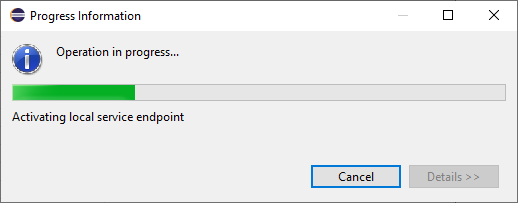 Progress Information
Operation in progress...
Activating local service endpoint
Cancel
Details >>